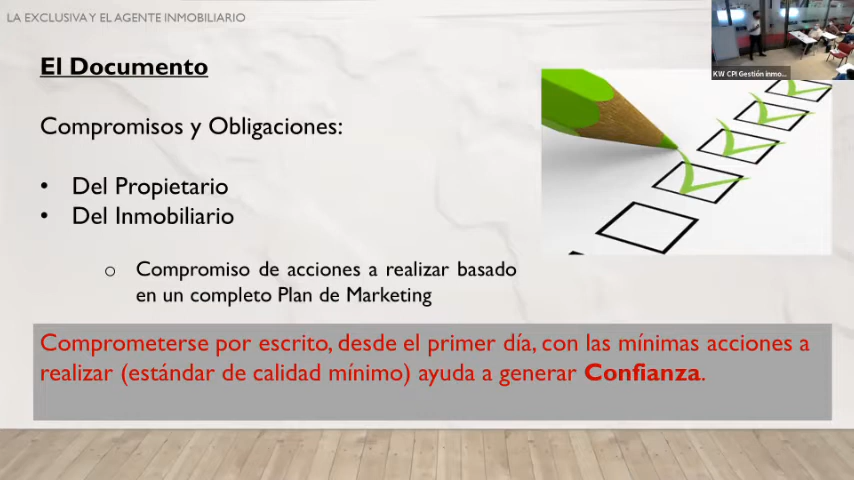 LA EXCLUSIVA Y EL AGENTE INMOBILIARIO
KW CPI Gestión inmo...
El Documento
Compromisos y Obligaciones:
• Del Propietario
• Del Inmobiliario
o Compromiso de acciones a realizar basado
en un completo Plan de Marketing
Comprometerse por escrito, desde el primer día, con las mínimas acciones a
realizar (estándar de calidad mínimo) ayuda a generar Confianza.